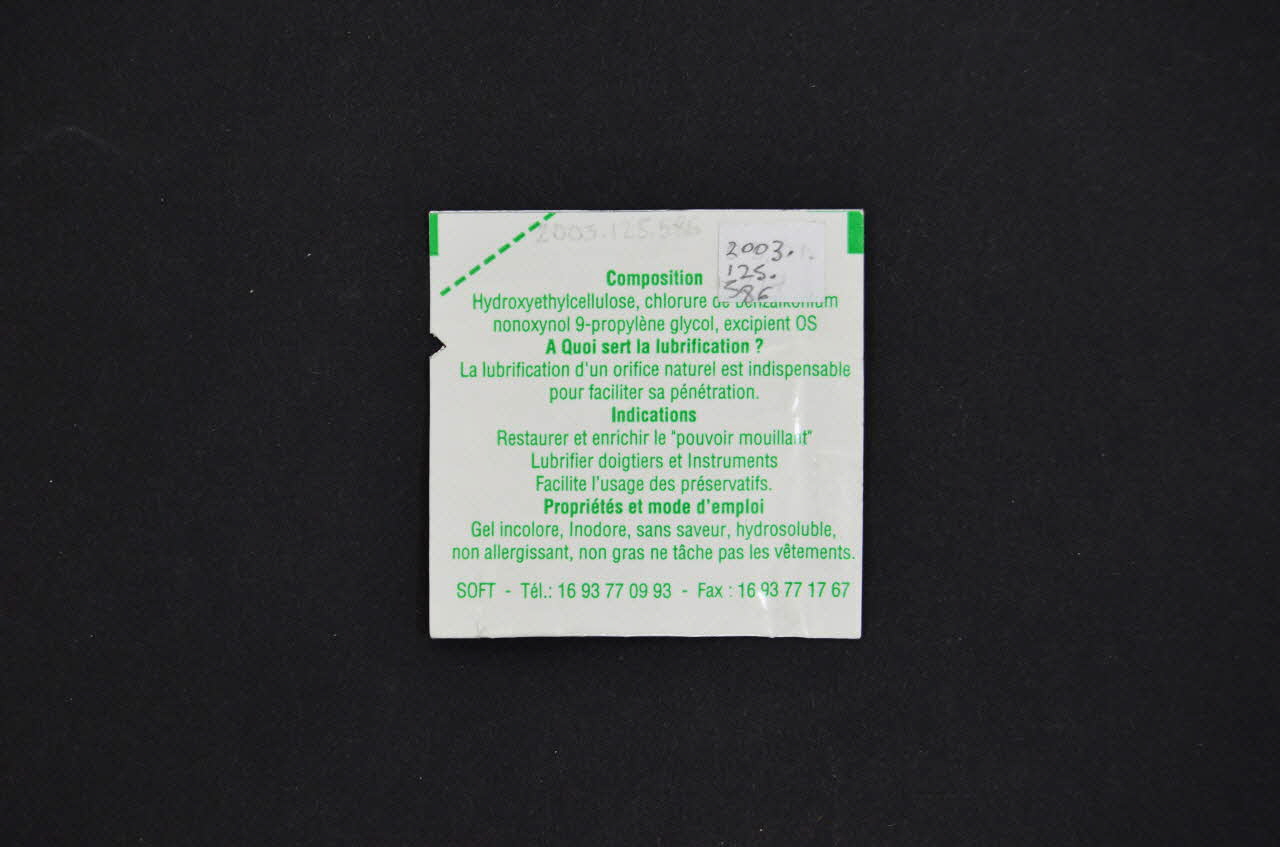 2003.125.586
2003.
125.
586
Composition
Hydroxyethylcellulose, chlorure de benzalkonium
nonoxynol 9-propylène glycol, excipient OS
A Quoi sert la lubrification ?
La lubrification d'un orifice naturel est indispensable
pour faciliter sa pénétration.
Indications
Restaurer et enrichir le "pouvoir mouillant"
Lubrifier doigtiers et Instruments
Facilite l'usage des préservatifs.
Propriétés et mode d'emploi
Gel incolore, Inodore, sans saveur, hydrosoluble,
non allergissant, non gras ne tâche pas les vêtements.
SOFT - Tél.: 16 93 77 09 93 - Fax : 16 93 77 17 67